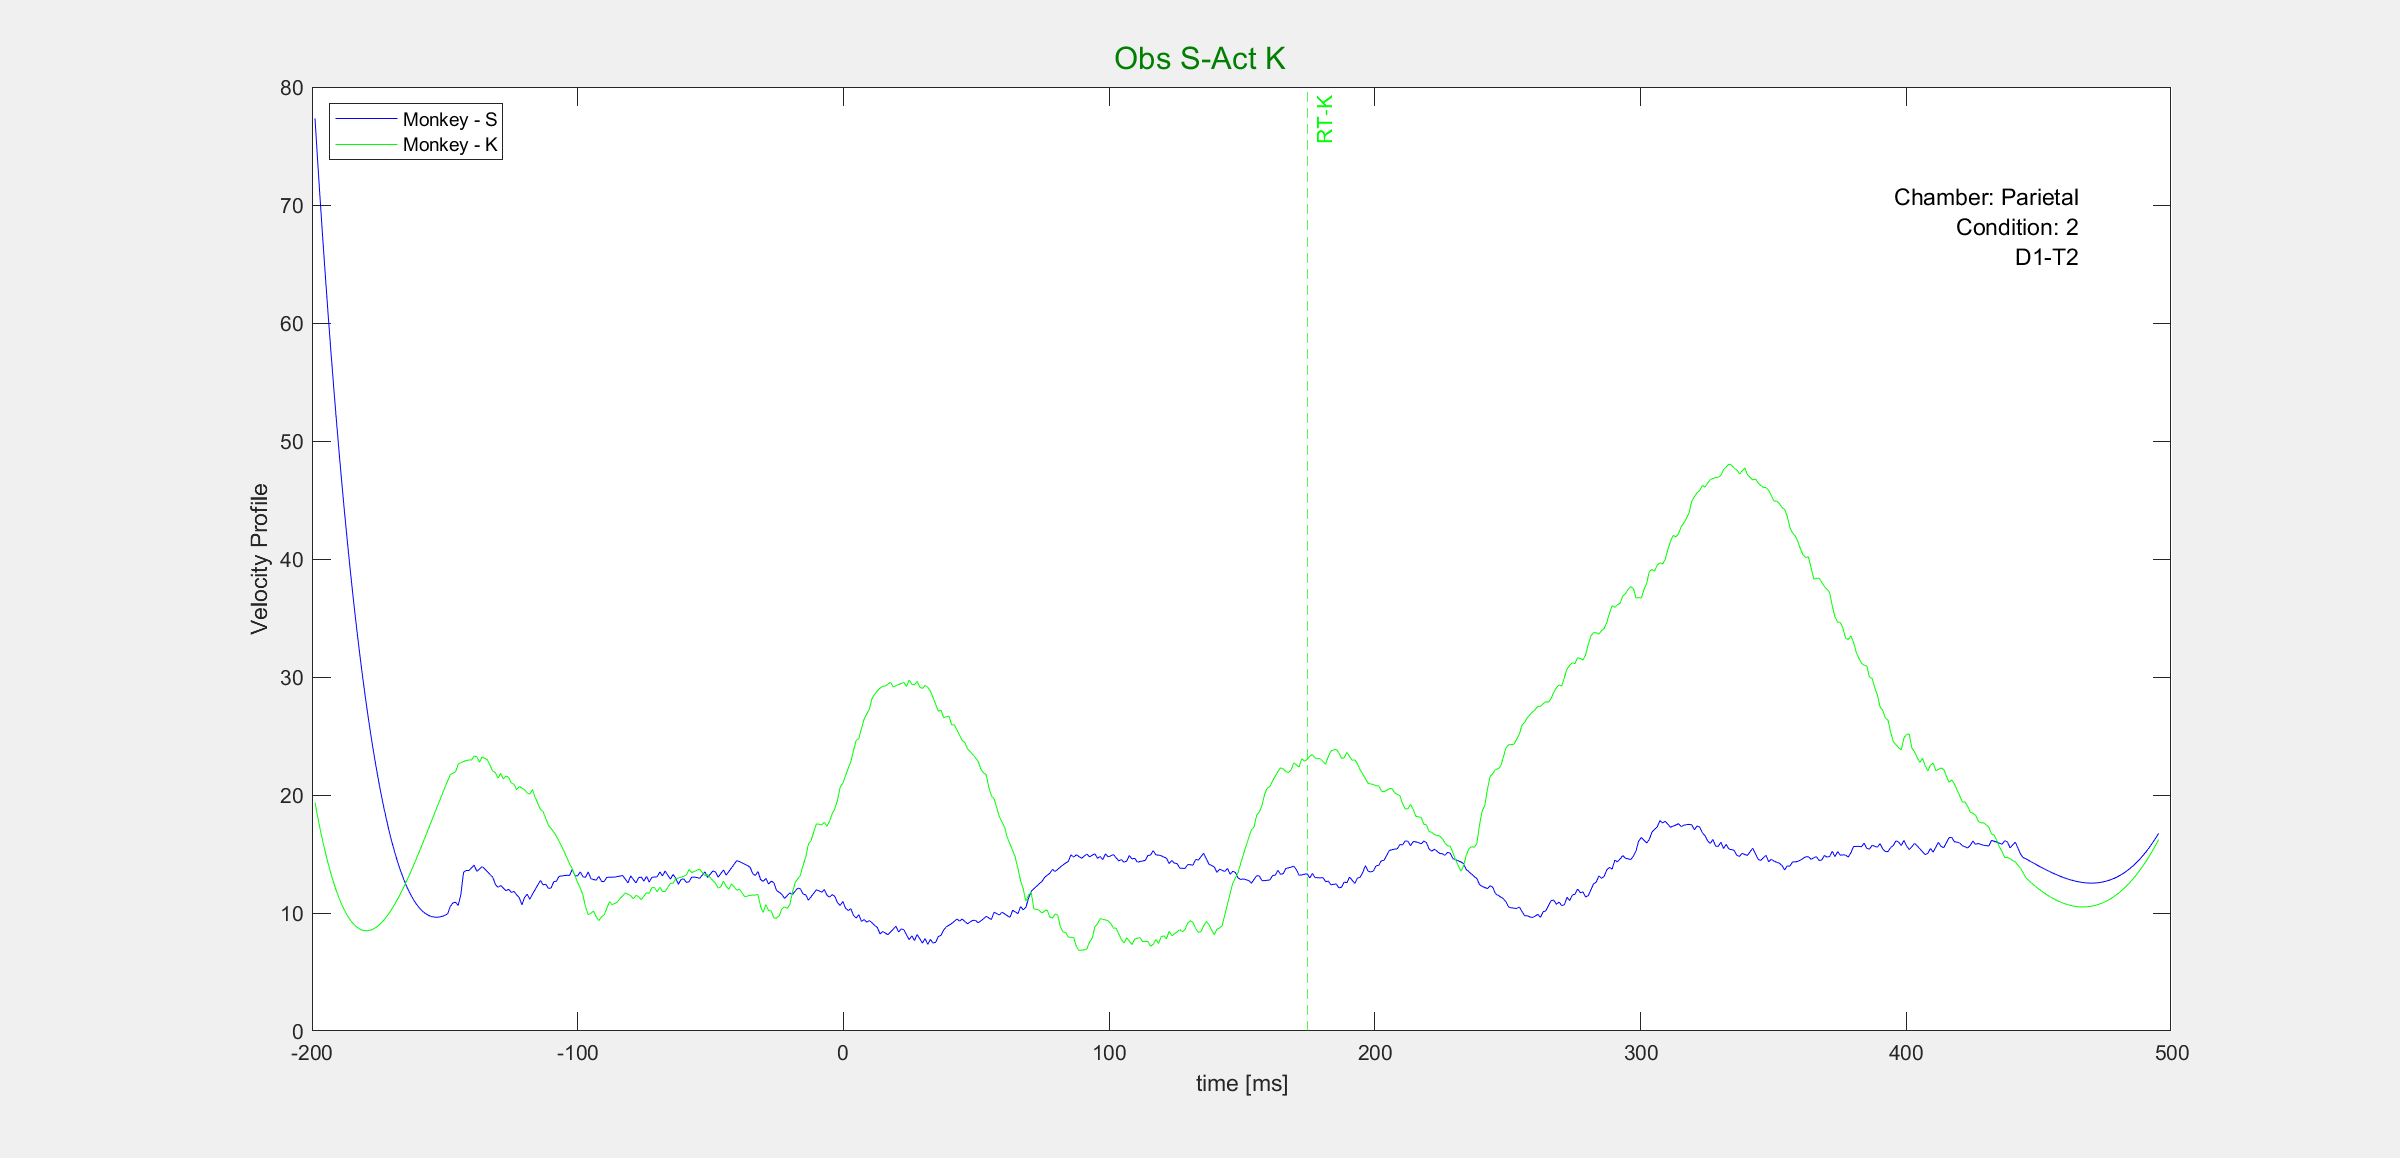 Obs S-Act K
80
70
60
50
40
30
20
10
0
Velocity Profile
Monkey - S
Monkey - K
RT-K
Chamber: Parietal
Condition: 2
D1-T2
-200 -100 0 100 200 300 400 500
time [ms]